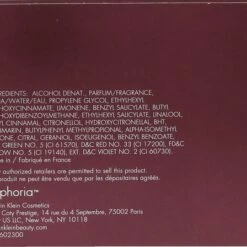 REDIENTS: ALCOHOL DENAT., PARFUM/FRAGRANCE,
A/WATER/EAU, PROPYLENE GLYCOL, ETHYLHEXYL
HOXYCINNAMATE, LIMONENE, BENZYL SALICYLATE, BUTYL
HOXYDIBENZOYLMETHANE, ETHYLHEXYL SALICYLATE, LINALOOL,
YL CINNAMAL, CITRONELLOL, HYDROXYCITRONELLAL, BHT,
MARIN, BUTYLPHENYL METHYLPROPIONAL, ALPHA-ISOMETHYL
ONE, CITRAL, GERANIOL, ISOEUGENOL, BENZYL BENZOATE,
GREEN NO. 5 (CI 61570), D&C RED NO. 33 (CI 17200), FD&C
OW NO. 5 (CI 19140), EXT. D&C VIOLET NO. 2 (CI 60730).
e in / Fabriqué en France
y authorized retailers are permitted to sell this product.
produit ne peut être vendu que par les dépositaires agréés.
phoria™
in Klein Cosmetics
Coty Prestige, 14 rue du 4 Septembre, 75002 Paris
US LLC, New York, NY 10118
nkleinbeauty.com
602300